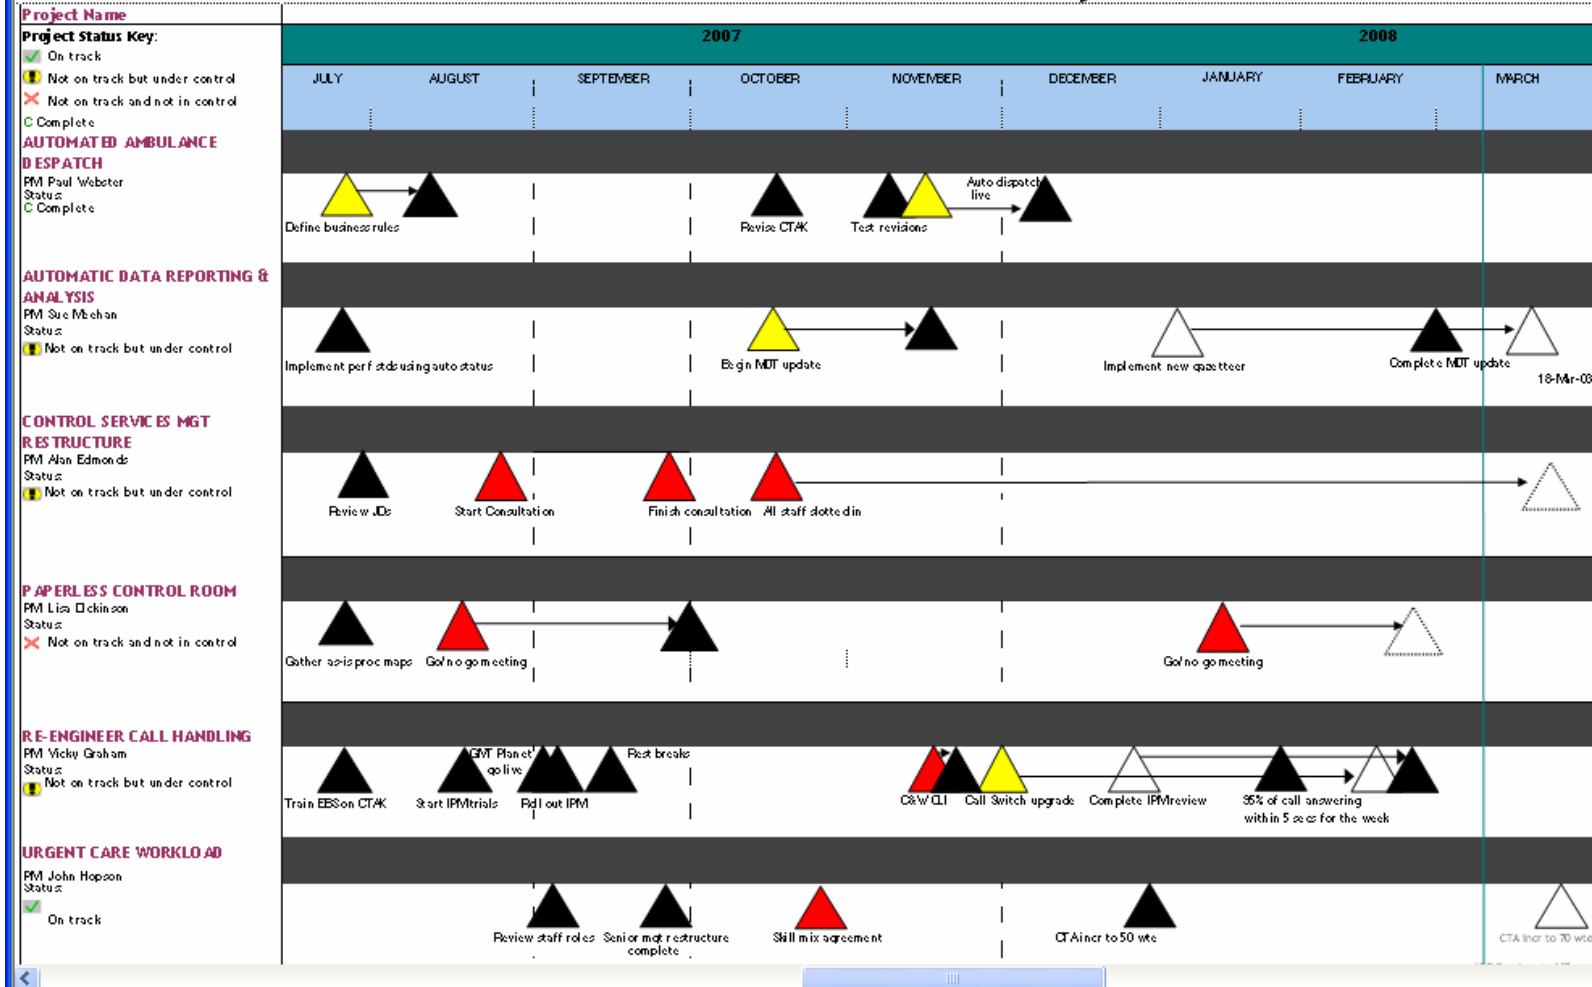 Project Name
Project Status Key:
On track
Not on track but under control
Not on track and not in control
C Complete
2007
2008
JULY
AUGUST
SEPTEMBER
OCTOBER
NOVEMBER
DECEMBER
JANUARY
FEBRUARY
MARCH
AUTOMATED AMBULANCE
DESPATCH
PM Paul Webster
Status:
C Complete
Define business rules
Revise CTAK
Test revisions
Auto dispatch
live
AUTOMATIC DATA REPORTING &
ANALYSIS
PM Sue Meehan
Status:
Not on track but under control
Implement perf stds using auto status
Begin MDT update
Implement new gazetteer
Complete MDT update
18-Mar-08
CONTROL SERVICES MGT
RESTRUCTURE
PM Alan Edmonds
Status:
Not on track but under control
Review JDs
Start Consultation
Finish consultation
All staff slotted in
PAPERLESS CONTROL ROOM
PM Lisa Dickinson
Status:
Not on track and not in control
Gather as-is proc maps
Go/no go meeting
Go/no go meeting
RE-ENGINEER CALL HANDLING
PM Vicky Graham
Status:
Not on track but under control
GMT Planet
go live
Rest breaks
Train EBS on CTAK
Start IPM trials
Roll out IPM
C&W CLI
Call Switch upgrade
Complete IPM review
95% of call answering
within 5 secs for the week
URGENT CARE WORKLOAD
PM John Hopson
Status:
On track
Review staff roles
Senior mgt restructure
complete
Skill mix agreement
CTA incr to 50 wte
CTA incr to 70 wte